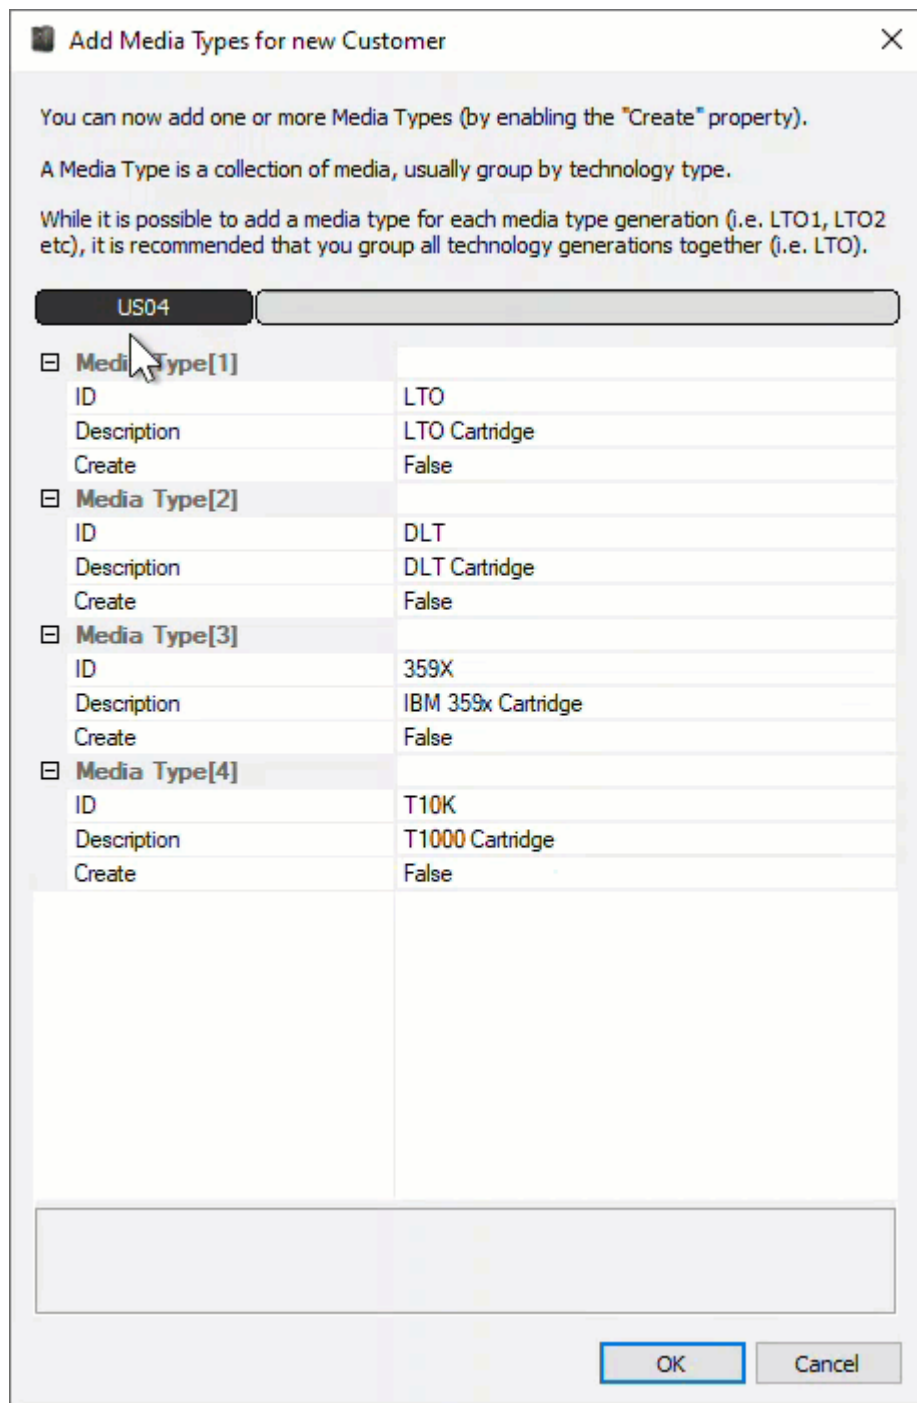 Add Media Types for new Customer
You can now add one or more Media Types (by enabling the "Create" property).
A Media Type is a collection of media, usually group by technology type.
While it is possible to add a media type for each media type generation (i.e. LTO1, LTO2
etc), it is recommended that you group all technology generations together (i.e. LTO).
US04
Media Type[1]
ID LTO
Description LTO Cartridge
Create False
Media Type[2]
ID DLT
Description DLT Cartridge
Create False
Media Type[3]
ID 359X
Description IBM 359x Cartridge
Create False
Media Type[4]
ID T10K
Description T1000 Cartridge
Create False
OK Cancel